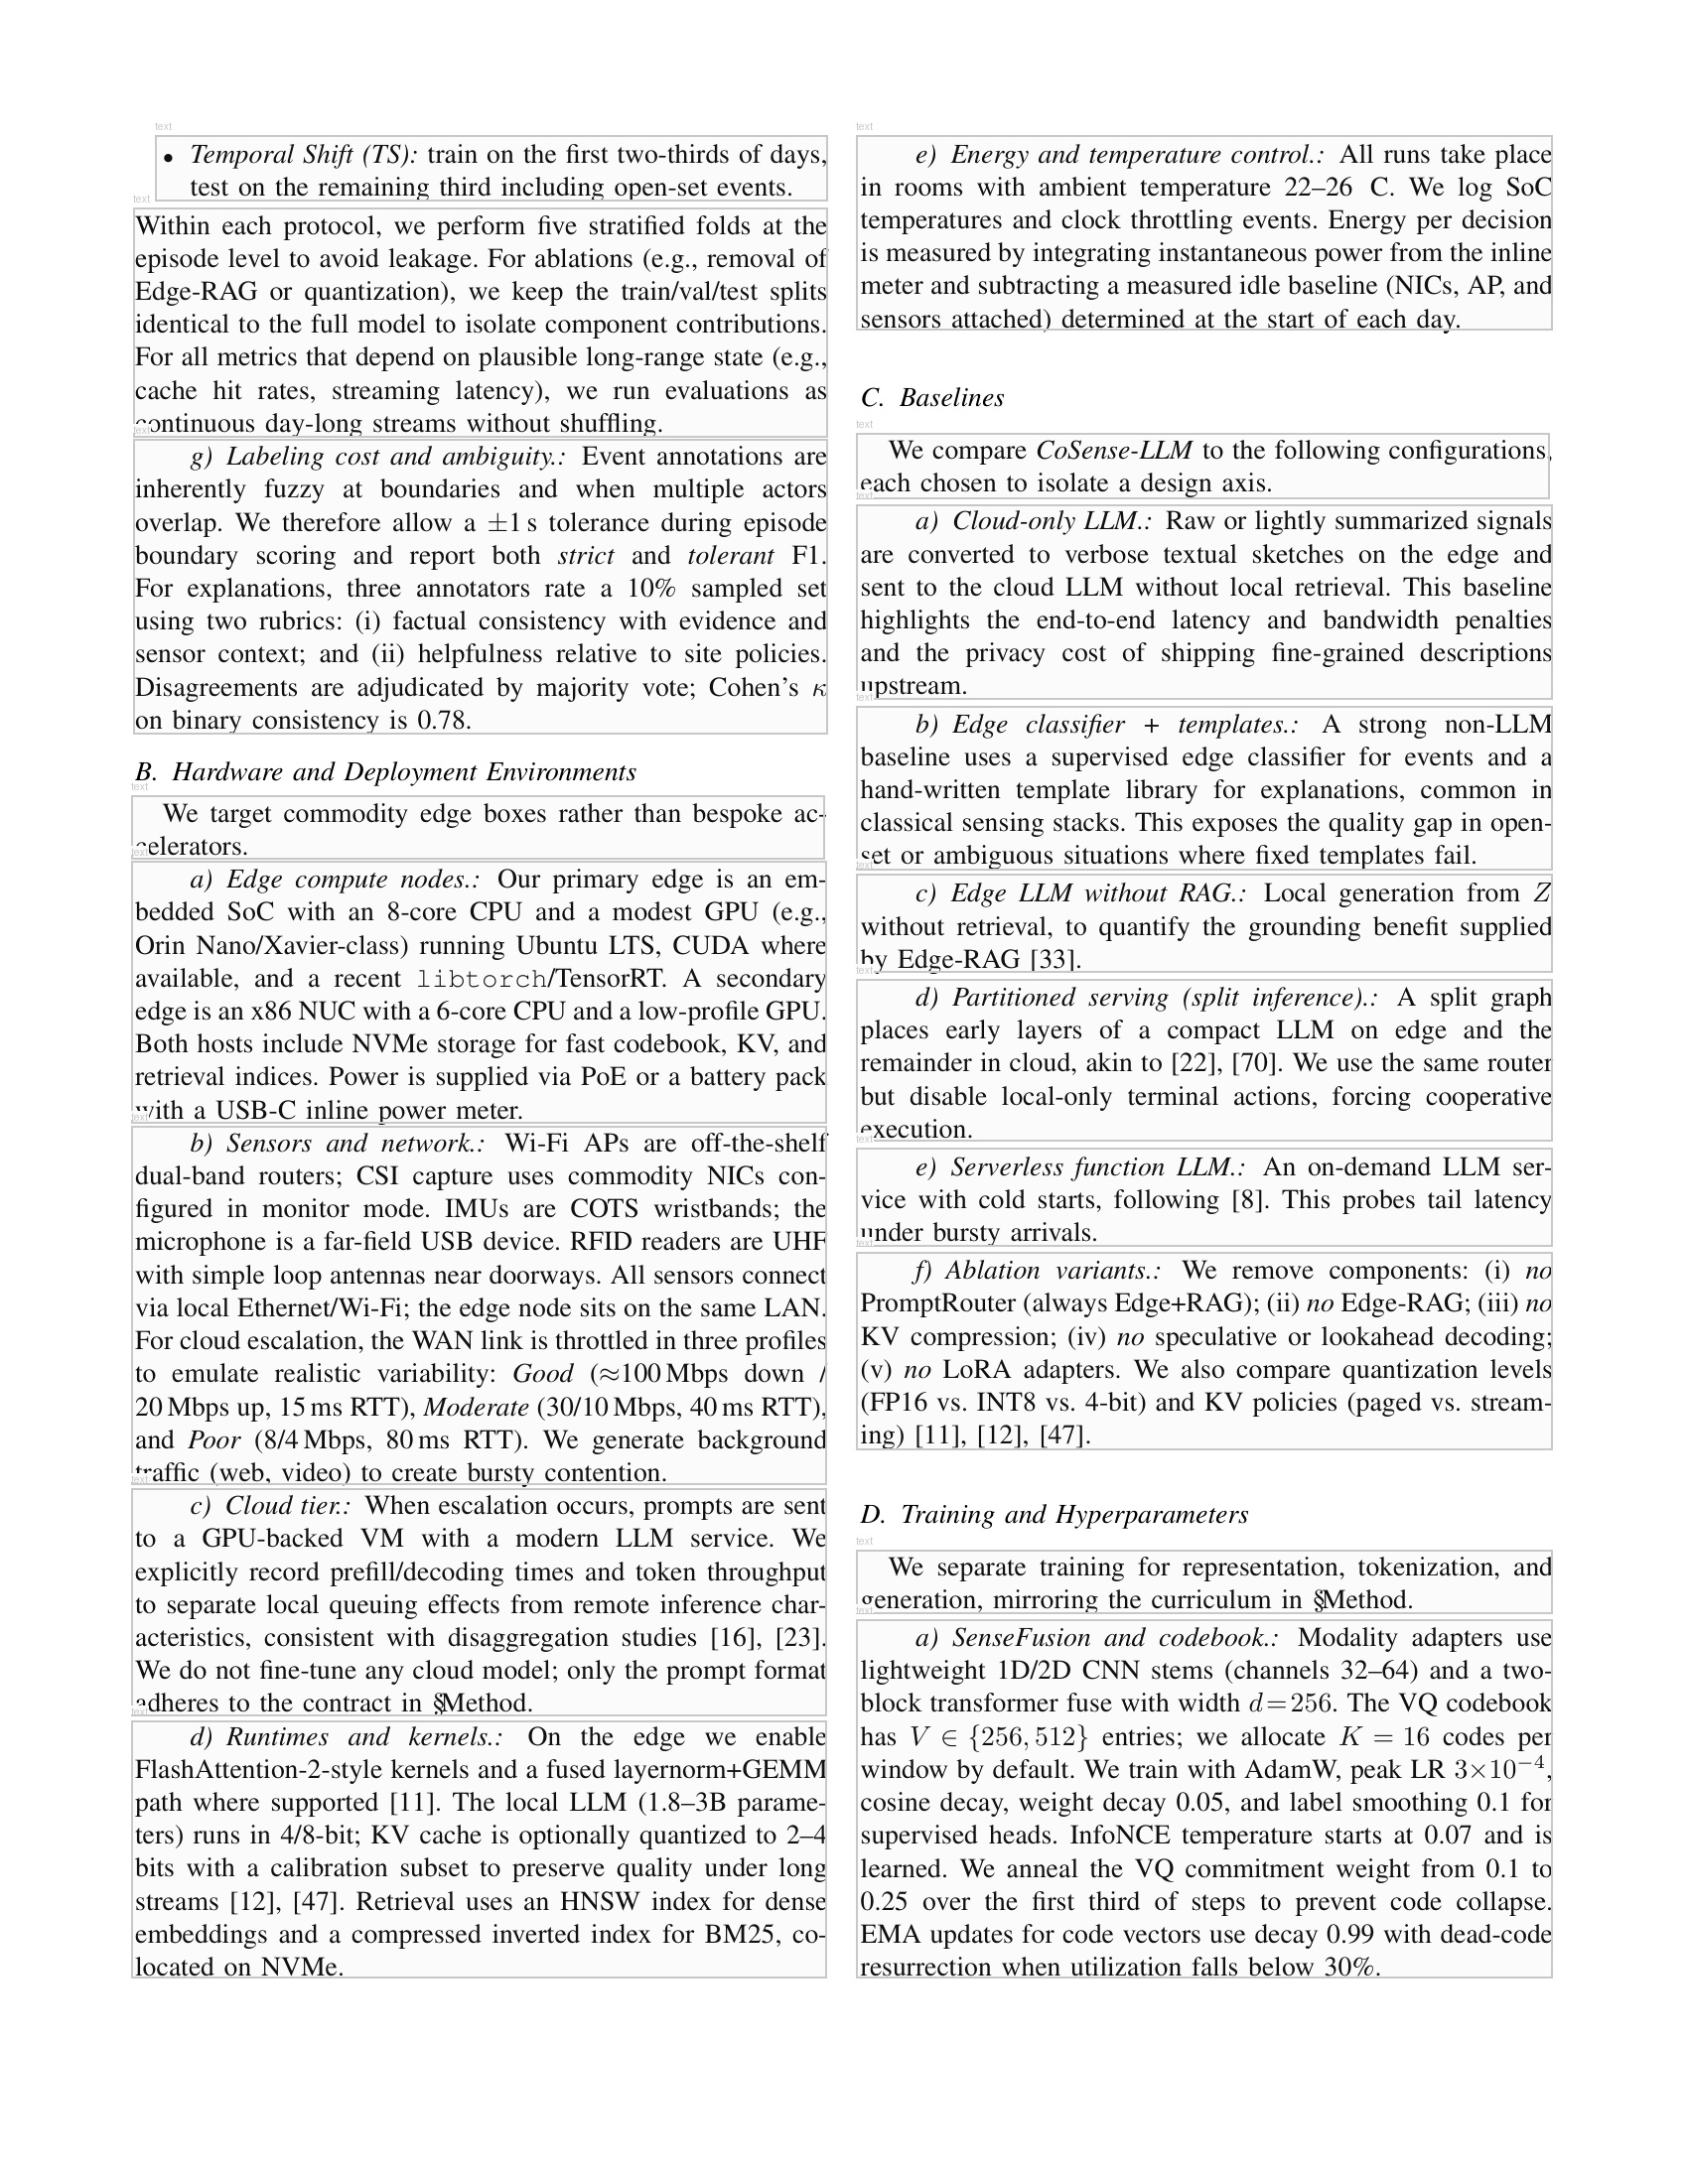 • Temporal Shift (TS): train on the first two-thirds of days,
test on the remaining third including open-set events.
Within each protocol, we perform five stratified folds at the
episode level to avoid leakage. For ablations (e.g., removal of
Edge-RAG or quantization), we keep the train/val/test splits
identical to the full model to isolate component contributions.
For all metrics that depend on plausible long-range state (e.g.,
cache hit rates, streaming latency), we run evaluations as
continuous day-long streams without shuffling.
g) Labeling cost and ambiguity.: Event annotations are
inherently fuzzy at boundaries and when multiple actors
overlap. We therefore allow a ±1 s tolerance during episode
boundary scoring and report both strict and tolerant F1.
For explanations, three annotators rate a 10% sampled set
using two rubrics: (i) factual consistency with evidence and
sensor context; and (ii) helpfulness relative to site policies.
Disagreements are adjudicated by majority vote; Cohen's κ
on binary consistency is 0.78.
B. Hardware and Deployment Environments
We target commodity edge boxes rather than bespoke ac-
celerators.
a) Edge compute nodes.: Our primary edge is an em-
bedded SoC with an 8-core CPU and a modest GPU (e.g.,
Orin Nano/Xavier-class) running Ubuntu LTS, CUDA where
available, and a recent libtorch/TensorRT. A secondary
edge is an x86 NUC with a 6-core CPU and a low-profile GPU.
Both hosts include NVMe storage for fast codebook, KV, and
retrieval indices. Power is supplied via PoE or a battery pack
with a USB-C inline power meter.
b) Sensors and network.: Wi-Fi APs are off-the-shelf
dual-band routers; CSI capture uses commodity NICs con-
figured in monitor mode. IMUs are COTS wristbands; the
microphone is a far-field USB device. RFID readers are UHF
with simple loop antennas near doorways. All sensors connect
via local Ethernet/Wi-Fi; the edge node sits on the same LAN.
For cloud escalation, the WAN link is throttled in three profiles
to emulate realistic variability: Good (≈100 Mbps down /
20 Mbps up, 15 ms RTT), Moderate (30/10 Mbps, 40 ms RTT),
and Poor (8/4 Mbps, 80 ms RTT). We generate background
traffic (web, video) to create bursty contention.
c) Cloud tier.: When escalation occurs, prompts are sent
to a GPU-backed VM with a modern LLM service. We
explicitly record prefill/decoding times and token throughput
to separate local queuing effects from remote inference char-
acteristics, consistent with disaggregation studies [16], [23].
We do not fine-tune any cloud model; only the prompt format
adheres to the contract in §Method.
d) Runtimes and kernels.: On the edge we enable
FlashAttention-2-style kernels and a fused layernorm+GEMM
path where supported [11]. The local LLM (1.8–3B parame-
ters) runs in 4/8-bit; KV cache is optionally quantized to 2–4
bits with a calibration subset to preserve quality under long
streams [12], [47]. Retrieval uses an HNSW index for dense
embeddings and a compressed inverted index for BM25, co-
located on NVMe.
e) Energy and temperature control.: All runs take place
in rooms with ambient temperature 22–26 C. We log SoC
temperatures and clock throttling events. Energy per decision
is measured by integrating instantaneous power from the inline
meter and subtracting a measured idle baseline (NICs, AP, and
sensors attached) determined at the start of each day.
C. Baselines
We compare CoSense-LLM to the following configurations,
each chosen to isolate a design axis.
a) Cloud-only LLM.: Raw or lightly summarized signals
are converted to verbose textual sketches on the edge and
sent to the cloud LLM without local retrieval. This baseline
highlights the end-to-end latency and bandwidth penalties
and the privacy cost of shipping fine-grained descriptions
upstream.
b) Edge classifier + templates.: A strong non-LLM
baseline uses a supervised edge classifier for events and a
hand-written template library for explanations, common in
classical sensing stacks. This exposes the quality gap in open-
set or ambiguous situations where fixed templates fail.
c) Edge LLM without RAG.: Local generation from Z
without retrieval, to quantify the grounding benefit supplied
by Edge-RAG [33].
d) Partitioned serving (split inference).: A split graph
places early layers of a compact LLM on edge and the
remainder in cloud, akin to [22], [70]. We use the same router
but disable local-only terminal actions, forcing cooperative
execution.
e) Serverless function LLM.: An on-demand LLM ser-
vice with cold starts, following [8]. This probes tail latency
under bursty arrivals.
f) Ablation variants.: We remove components: (i) no
PromptRouter (always Edge+RAG); (ii) no Edge-RAG; (iii) no
KV compression; (iv) no speculative or lookahead decoding;
(v) no LoRA adapters. We also compare quantization levels
(FP16 vs. INT8 vs. 4-bit) and KV policies (paged vs. stream-
ing) [11], [12], [47].
D. Training and Hyperparameters
We separate training for representation, tokenization, and
generation, mirroring the curriculum in §Method.
a) SenseFusion and codebook.: Modality adapters use
lightweight 1D/2D CNN stems (channels 32–64) and a two-
block transformer fuse with width d=256. The VQ codebook
has V ∈ {256, 512} entries; we allocate K = 16 codes per
window by default. We train with AdamW, peak LR 3×10⁻⁴,
cosine decay, weight decay 0.05, and label smoothing 0.1 for
supervised heads. InfoNCE temperature starts at 0.07 and is
learned. We anneal the VQ commitment weight from 0.1 to
0.25 over the first third of steps to prevent code collapse.
EMA updates for code vectors use decay 0.99 with dead-code
resurrection when utilization falls below 30%.